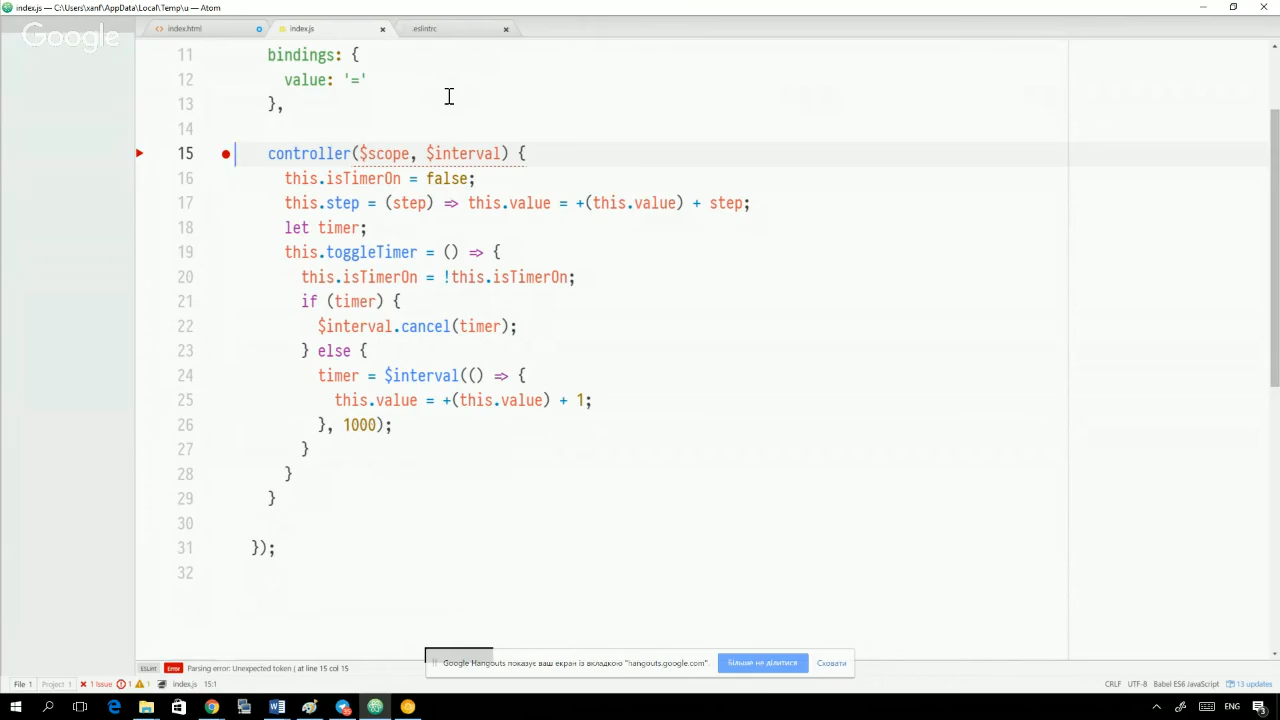 index.js — C:\Users\xanf\AppData\Local\Temp\u — Atom
Google
index.html
index.js
.eslintrc
11 bindings: {
12 value: '='
13 },
14
15 controller($scope, $interval) {
16 this.isTimerOn = false;
17 this.step = (step) => this.value = +(this.value) + step;
18 let timer;
19 this.toggleTimer = () => {
20 this.isTimerOn = !this.isTimerOn;
21 if (timer) {
22 $interval.cancel(timer);
23 } else {
24 timer = $interval(() => {
25 this.value = +(this.value) + 1;
26 }, 1000);
27 }
28 }
29 }
30
31 });
32
Google Hangouts показує ваш екран із вкладкою "hangouts.google.com".
Більше не ділитися
Сховати
ESLint Error Parsing error: Unexpected token ( at line 15 col 15
File 1 Project 1 1 Issue 1 1 index.js 15:1
CRLF UTF-8 Babel ES6 JavaScript 13 updates
ENG